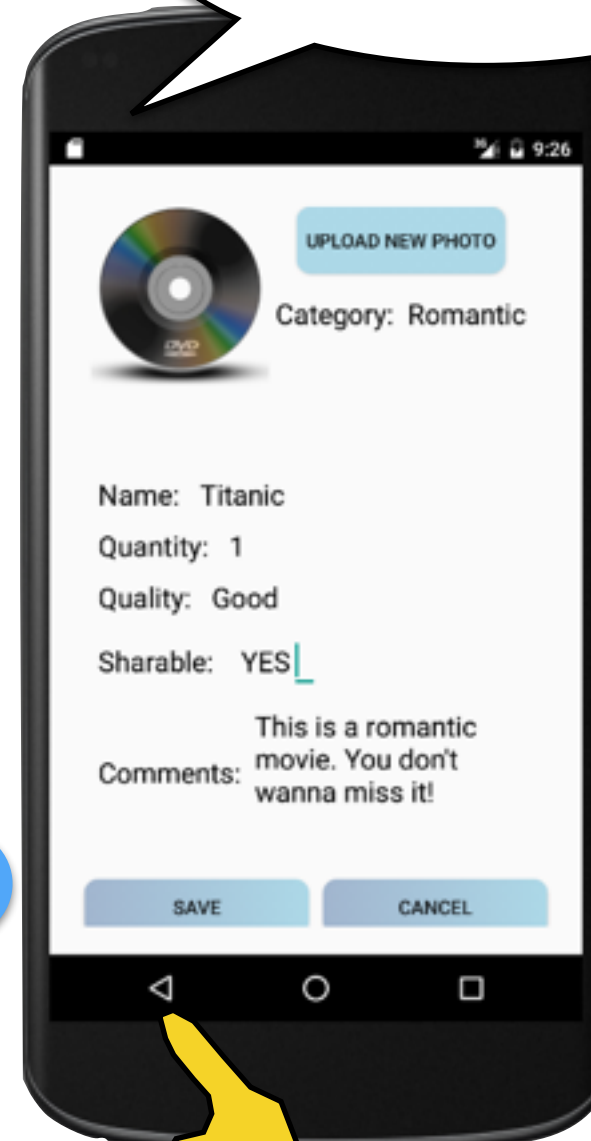 9:26
UPLOAD NEW PHOTO
Category: Romantic
DVD
Name: Titanic
Quantity: 1
Quality: Good
Sharable: YES
This is a romantic
Comments: movie. You don't
wanna miss it!
SAVE
CANCEL